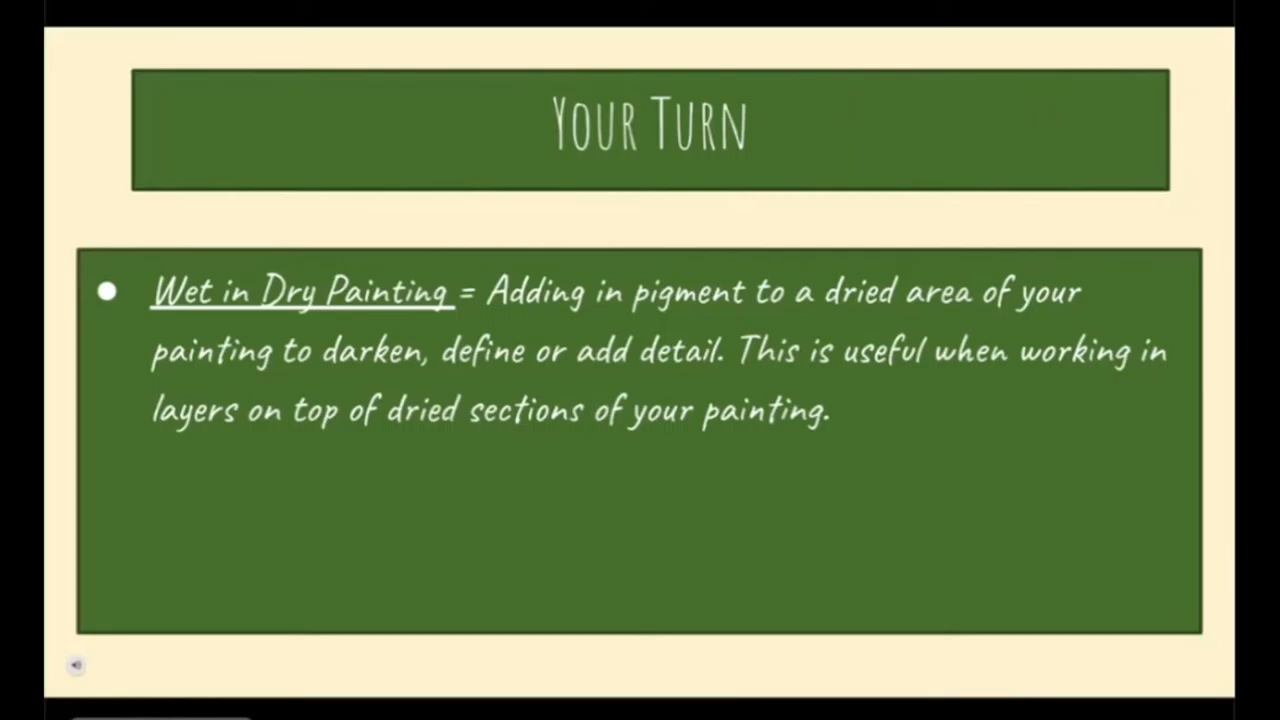 Your Turn
Wet in Dry Painting = Adding in pigment to a dried area of your
painting to darken, define or add detail. This is useful when working in
layers on top of dried sections of your painting.